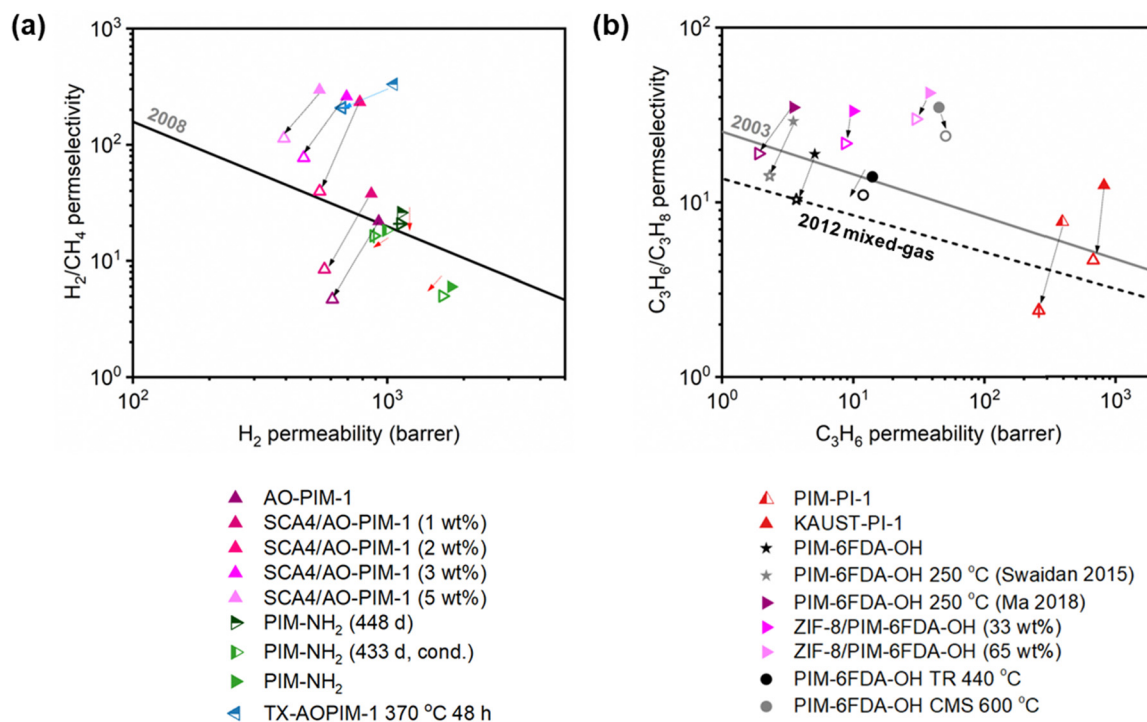 (a)
10³
10²
10¹
10⁰
H₂/CH₄ permselectivity
2008
10²
10³
H₂ permeability (barrer)
AO-PIM-1
SCA4/AO-PIM-1 (1 wt%)
SCA4/AO-PIM-1 (2 wt%)
SCA4/AO-PIM-1 (3 wt%)
SCA4/AO-PIM-1 (5 wt%)
PIM-NH₂ (448 d)
PIM-NH₂ (433 d, cond.)
PIM-NH₂
TX-AOPIM-1 370 °C 48 h
(b)
10²
10¹
10⁰
C₃H₆/C₃H₈ permselectivity
2003
2012 mixed-gas
10⁰
10¹
10²
10³
C₃H₆ permeability (barrer)
PIM-PI-1
KAUST-PI-1
PIM-6FDA-OH
PIM-6FDA-OH 250 °C (Swaidan 2015)
PIM-6FDA-OH 250 °C (Ma 2018)
ZIF-8/PIM-6FDA-OH (33 wt%)
ZIF-8/PIM-6FDA-OH (65 wt%)
PIM-6FDA-OH TR 440 °C
PIM-6FDA-OH CMS 600 °C